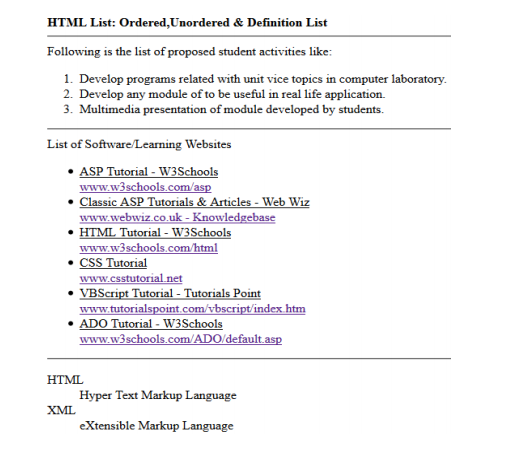 HTML List: Ordered,Unordered & Definition List
Following is the list of proposed student activities like:
1. Develop programs related with unit vice topics in computer laboratory.
2. Develop any module of to be useful in real life application.
3. Multimedia presentation of module developed by students.
List of Software/Learning Websites
• ASP Tutorial - W3Schools
www.w3schools.com/asp
• Classic ASP Tutorials & Articles - Web Wiz
www.webwiz.co.uk - Knowledgebase
• HTML Tutorial - W3Schools
www.w3schools.com/html
• CSS Tutorial
www.csstutorial.net
• VBScript Tutorial - Tutorials Point
www.tutorialspoint.com/vbscript/index.htm
• ADO Tutorial - W3Schools
www.w3schools.com/ADO/default.asp
HTML
Hyper Text Markup Language
XML
eXtensible Markup Language